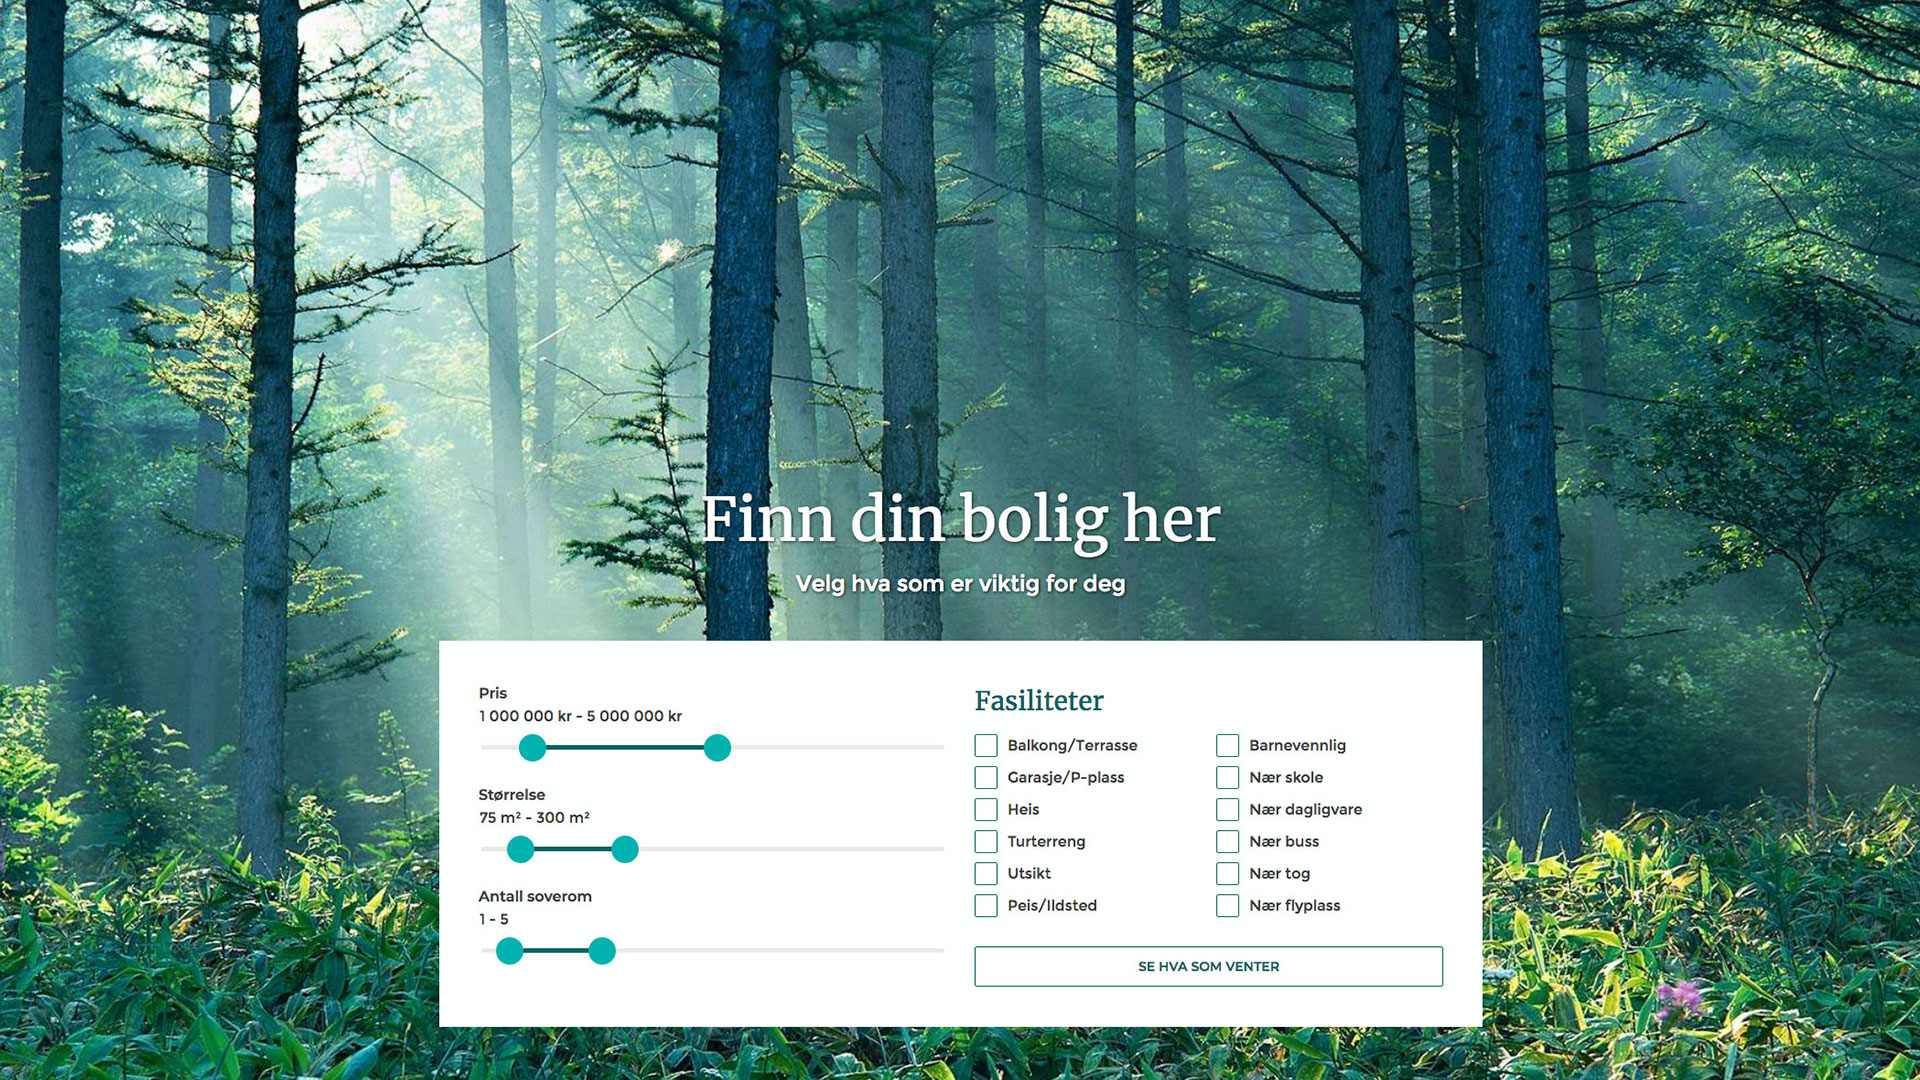 Finn din bolig her
Velg hva som er viktig for deg
Pris
1 000 000 kr - 5 000 000 kr
Størrelse
75 m² - 300 m²
Antall soverom
1 - 5
Fasiliteter
Balkong/Terrasse
Garasje/P-plass
Heis
Turterreng
Utsikt
Peis/Ildsted
Barnevennlig
Nær skole
Nær dagligvare
Nær buss
Nær tog
Nær flyplass
SE HVA SOM VENTER